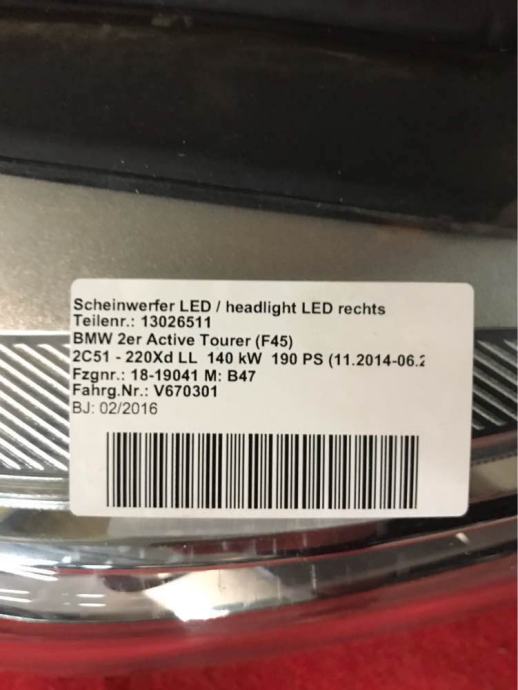 Scheinwerfer LED / headlight LED rechts
Teilenr.: 13026511
BMW 2er Active Tourer (F45)
2C51 - 220Xd LL 140 kW 190 PS (11.2014-06.2
Fzgnr.: 18-19041 M: B47
Fahrg.Nr.: V670301
BJ: 02/2016